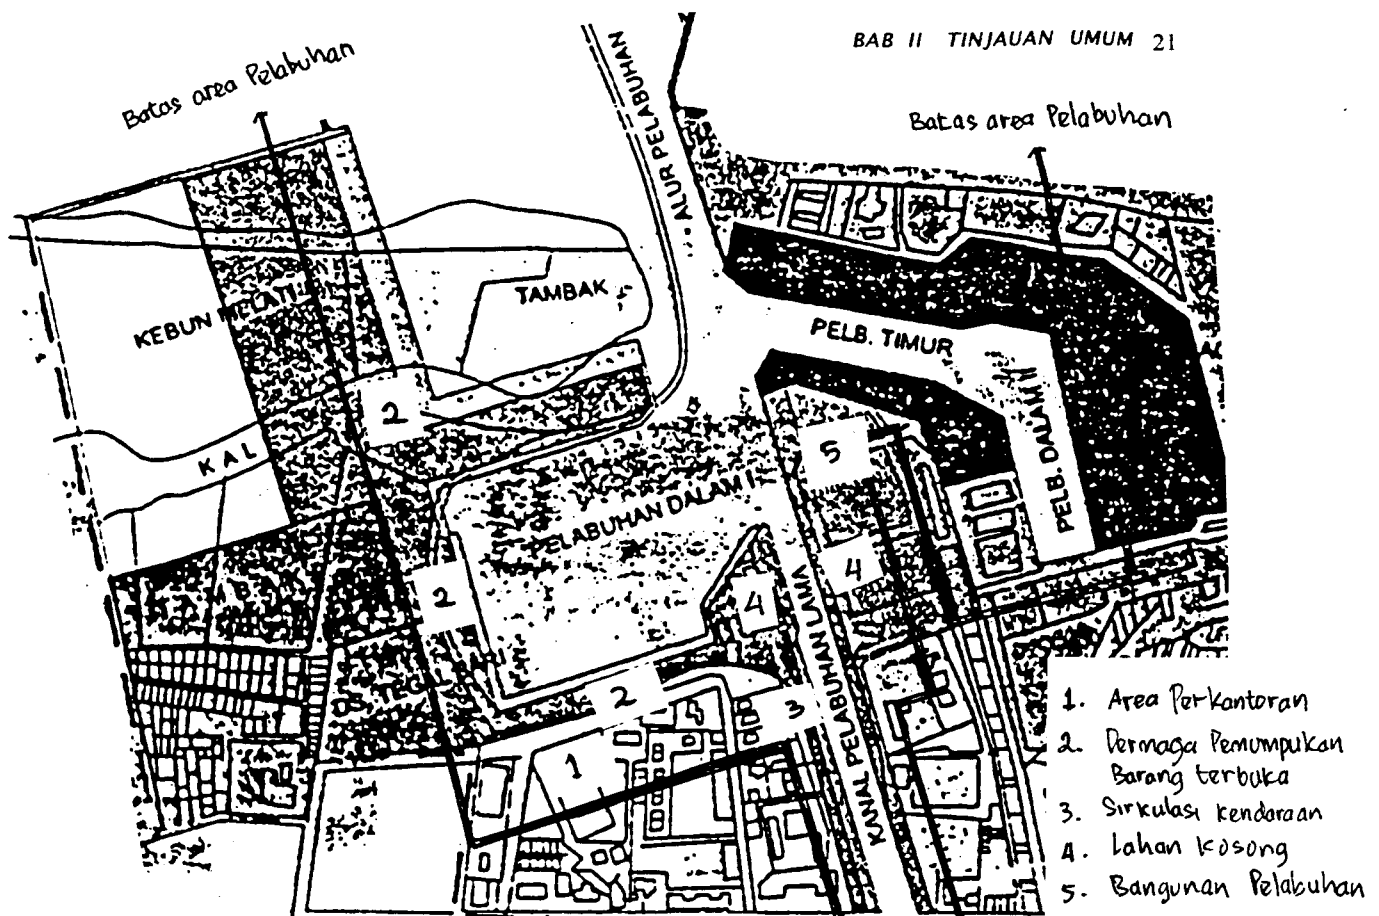 BAB II TINJAUAN UMUM 21
Batas area Pelabuhan
Batas area Pelabuhan
ALUR PELABUHAN
KEBUN MELATI
TAMBAK
PELB. TIMUR
2
KAL
5
PELABUHAN DALAM I
PELB. DALAM II
4
2
4
KANAL PELABUHAN LAMA
2
3
1
1. Area Perkantoran
2. Dermaga Pemumpukan
Barang terbuka
3. Sirkulasi kendaraan
4. Lahan Kosong
5. Bangunan Pelabuhan